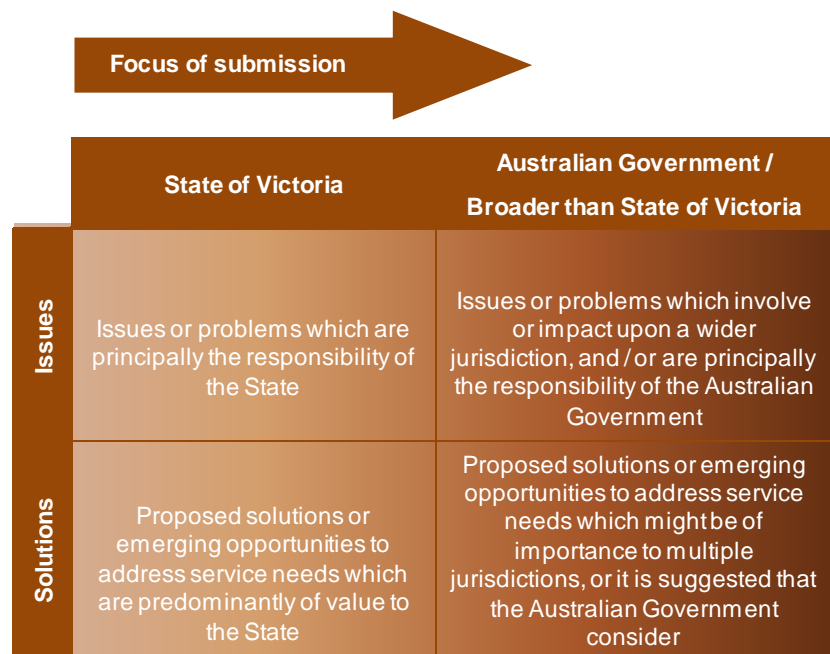 Focus of submission
State of Victoria
Australian Government /
Broader than State of Victoria
Issues
Issues or problems which are
principally the responsibility of
the State
Issues or problems which involve
or impact upon a wider
jurisdiction, and / or are principally
the responsibility of the Australian
Government
Solutions
Proposed solutions or
emerging opportunities to
address service needs which
are predominantly of value to
the State
Proposed solutions or emerging
opportunities to address service
needs which might be of
importance to multiple
jurisdictions, or it is suggested that
the Australian Government
consider